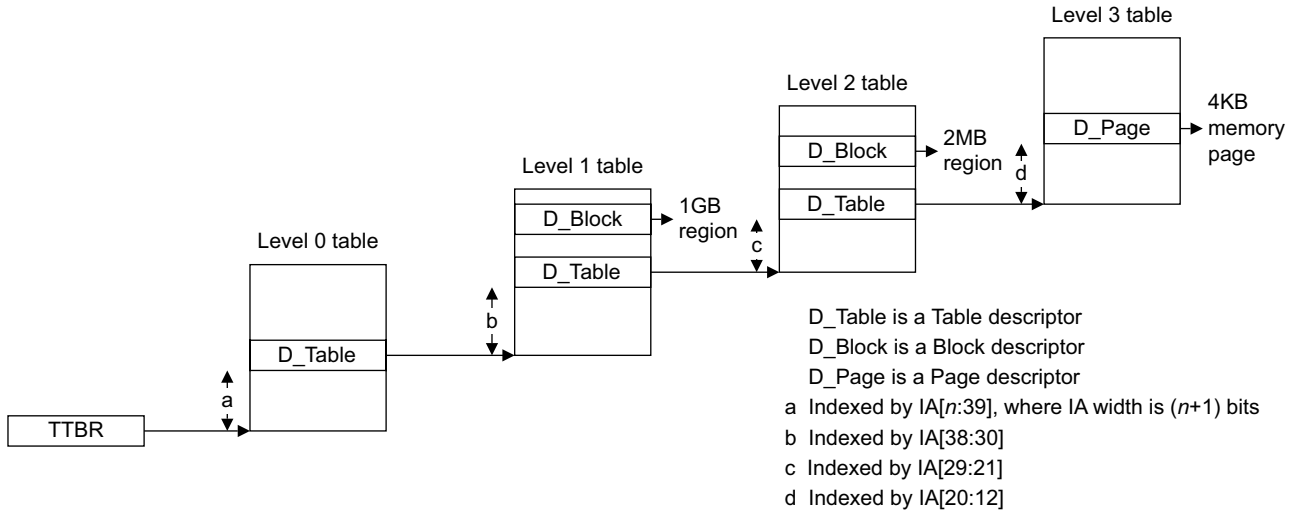 Level 3 table
4KB
memory
page
D_Page
d
Level 2 table
D_Block
2MB
region
D_Table
c
Level 1 table
D_Block
1GB
region
D_Table
b
Level 0 table
D_Table
a
TTBR
D_Table is a Table descriptor
D_Block is a Block descriptor
D_Page is a Page descriptor
a Indexed by IA[n:39], where IA width is (n+1) bits
b Indexed by IA[38:30]
c Indexed by IA[29:21]
d Indexed by IA[20:12]